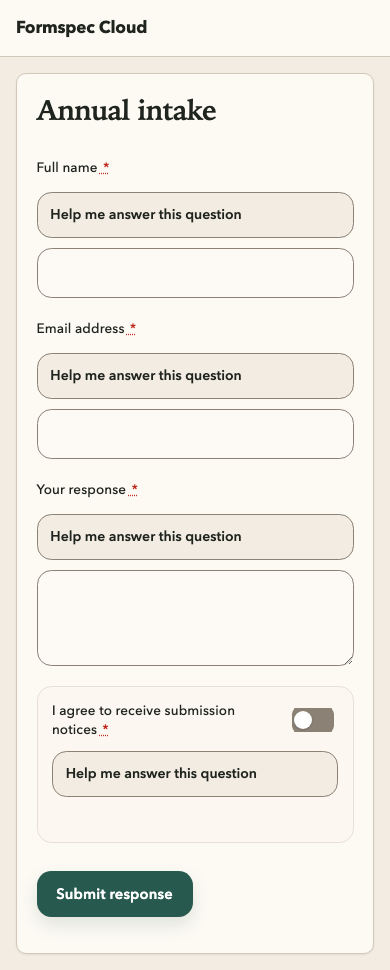 Formspec Cloud
Annual intake
Full name *
Help me answer this question
Email address *
Help me answer this question
Your response *
Help me answer this question
I agree to receive submission
notices *
Help me answer this question
Submit response